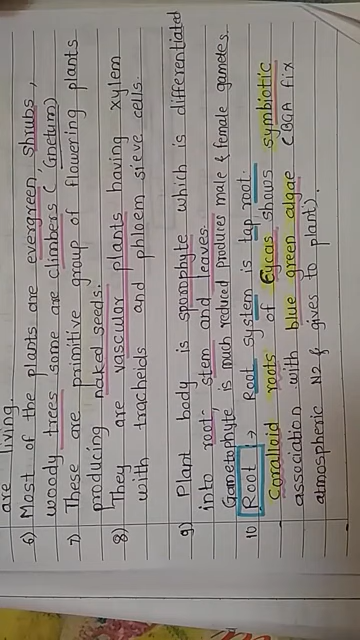 are living.
6) Most of the plants are evergreen, shrubs,
woody trees some are climbers (Gnetum)
7) These are primitive group of flowering plants
producing naked seeds.
8) They are vascular plants having xylem
with tracheids and phloem sieve cells.
9) Plant body is sporophyte which is differentiated
into root, stem and leaves.
Gametophyte is much reduced produces male & female gametes.
10 Root → Root system is tap root.
Coralloid roots of Cycas shows symbiotic
association with blue green algae (BGA fix
atmospheric N2 & gives to plant).